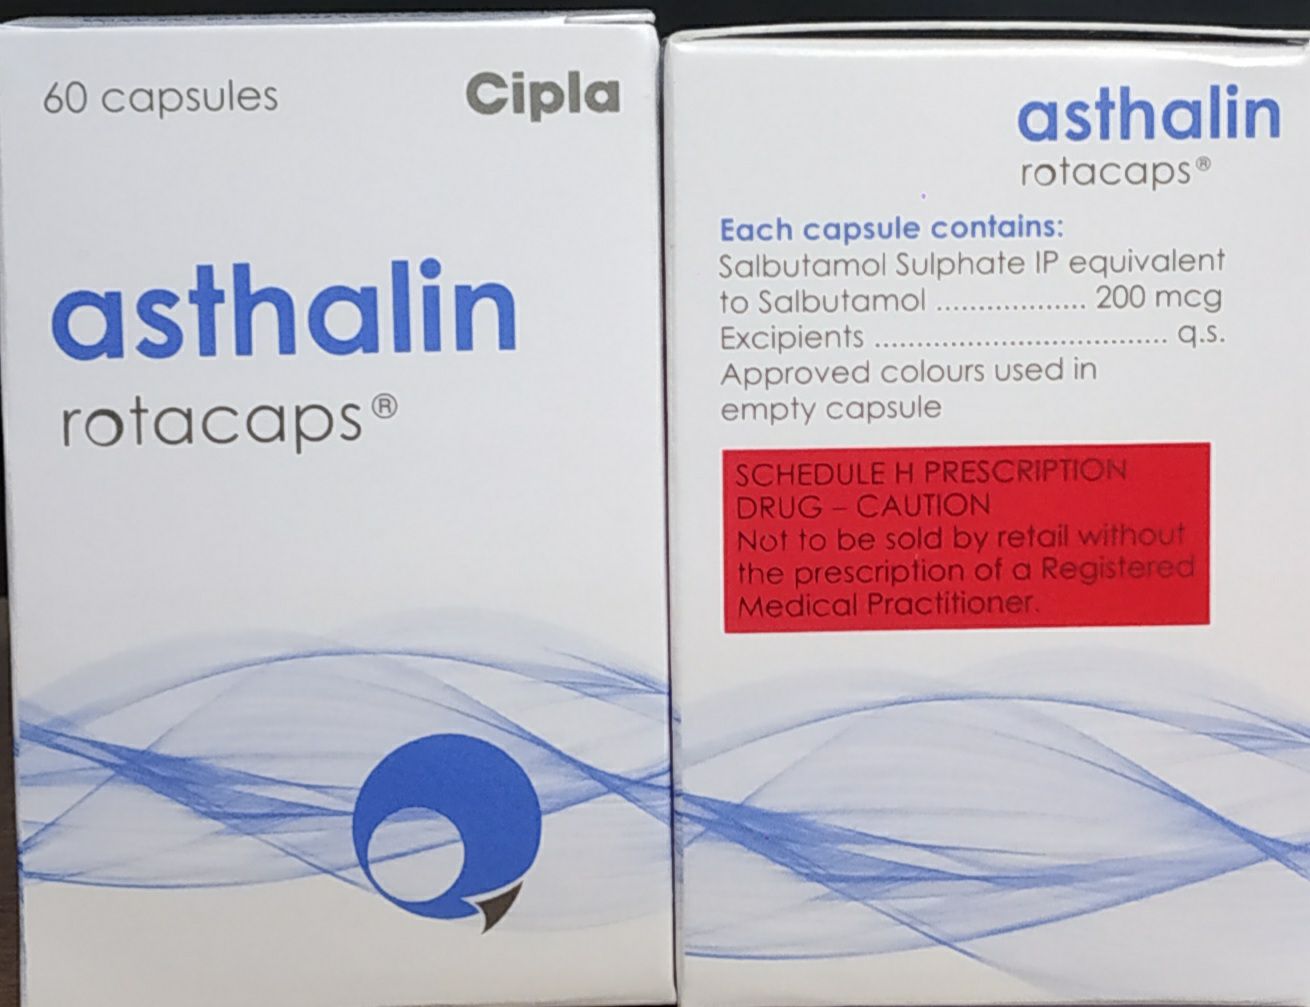 60 capsules
Cipla
asthalin
rotacaps®
asthalin
rotacaps®
Each capsule contains:
Salbutamol Sulphate IP equivalent
to Salbutamol .................. 200 mcg
Excipients .................................. q.s.
Approved colours used in
empty capsule
SCHEDULE H PRESCRIPTION
DRUG – CAUTION
Not to be sold by retail without
the prescription of a Registered
Medical Practitioner.